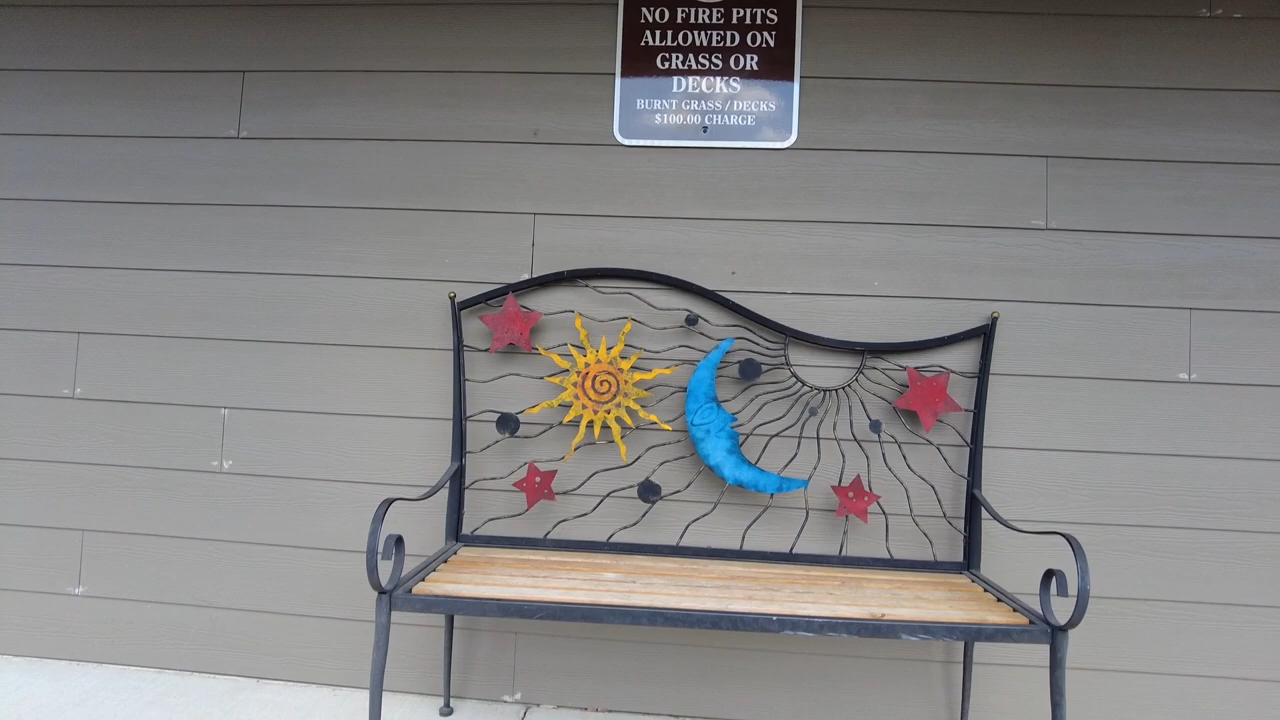 NO FIRE PITS
ALLOWED ON
GRASS OR
DECKS
BURNT GRASS / DECKS
$100.00 CHARGE